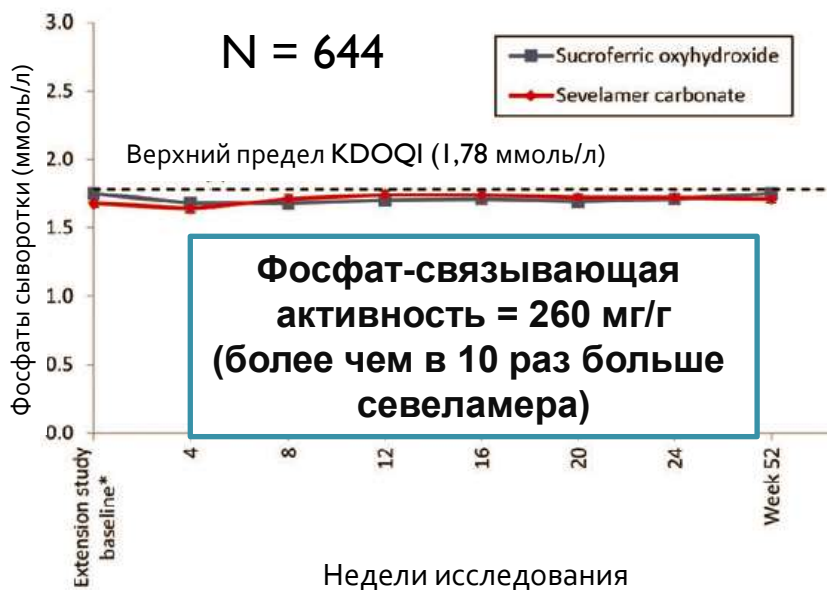 N = 644
Sucroferric oxyhydroxide
Sevelamer carbonate
Фосфаты сыворотки (ммоль/л)
3.0
2.5
2.0
1.5
1.0
0.5
0.0
Верхний предел KDOQI (1,78 ммоль/л)
Фосфат-связывающая
активность = 260 мг/г
(более чем в 10 раз больше
севеламера)
Extension study
baseline*
4
8
12
16
20
24
Week 52
Недели исследования